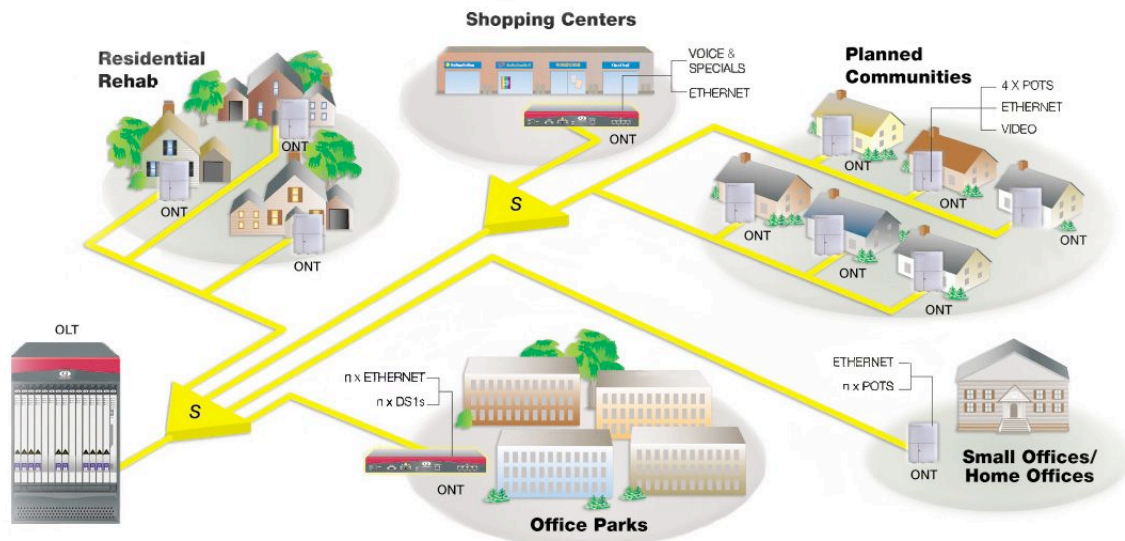 Shopping Centers
Residential
Rehab
VOICE &
SPECIALS
ETHERNET
Planned
Communities
4 X POTS
ETHERNET
VIDEO
ONT
ONT
ONT
ONT
ONT
ONT
ONT
ONT
ONT
ONT
S
OLT
S
n x ETHERNET
n x DS1s
ONT
Office Parks
ETHERNET
n x POTS
ONT
Small Offices/
Home Offices